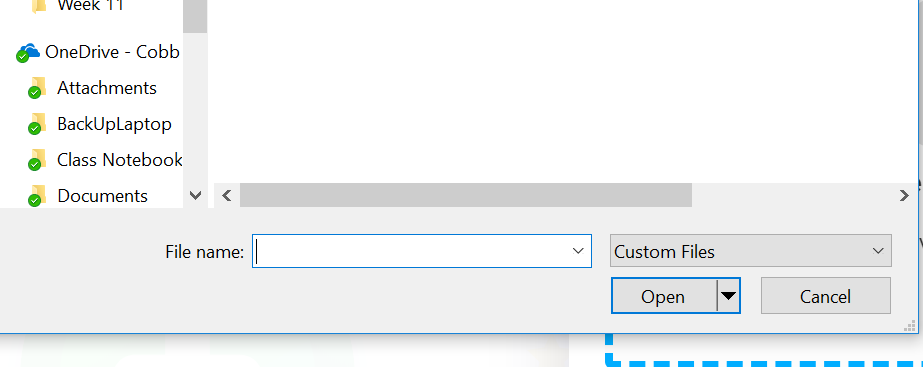 Week 11
OneDrive - Cobb
Attachments
BackUpLaptop
Class Notebook
Documents
File name:
Custom Files
Open
Cancel